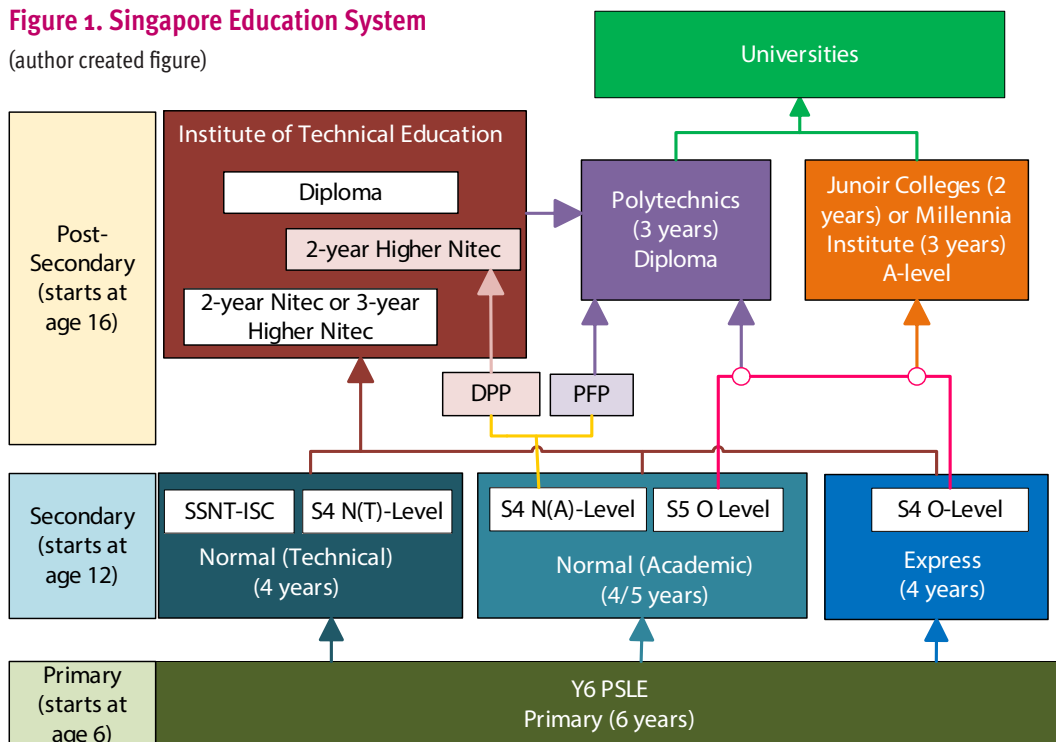 Figure 1. Singapore Education System
(author created figure)
Universities
Post-
Secondary
(starts at
age 16)
Institute of Technical Education
Diploma
2-year Higher Nitec
2-year Nitec or 3-year
Higher Nitec
Polytechnics
(3 years)
Diploma
Junoir Colleges (2
years) or Millennia
Institute (3 years)
A-level
DPP
PFP
Secondary
(starts at
age 12)
SSNT-ISC
S4 N(T)-Level
Normal (Technical)
(4 years)
S4 N(A)-Level
S5 O Level
Normal (Academic)
(4/5 years)
S4 O-Level
Express
(4 years)
Primary
(starts at
age 6)
Y6 PSLE
Primary (6 years)